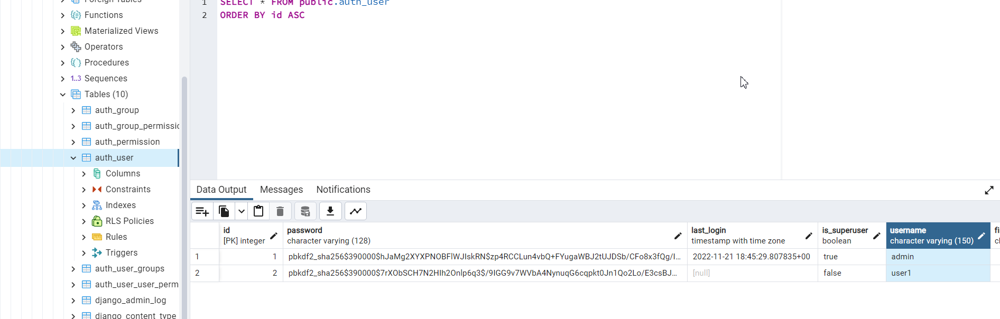 Foreign Tables
Functions
Materialized Views
Operators
Procedures
1..3 Sequences
Tables (10)
auth_group
auth_group_permissic
auth_permission
auth_user
Columns
Constraints
Indexes
RLS Policies
Rules
Triggers
auth_user_groups
auth_user_user_perm
django_admin_log
django_content_type
1 SELECT * FROM public.auth_user
2 ORDER BY id ASC
Data Output Messages Notifications
id password last_login is_superuser username fi
[PK] integer character varying (128) timestamp with time zone boolean character varying (150) cl
1 1 pbkdf2_sha256$390000$hJaMg2XYXPNOBFlWJIskRN$zp4RCCLun4vbQ+FYugaWBJ2tUJDSb/CFo8x3fQg/I... 2022-11-21 18:45:29.807835+00 true admin
2 2 pbkdf2_sha256$390000$7rXObSCH7N2HIh2Onlp6q3$/9IGG9v7WVbA4NynuqG6cqpkt0Jn1Qo2Lo/E3csBJ... [null] false user1